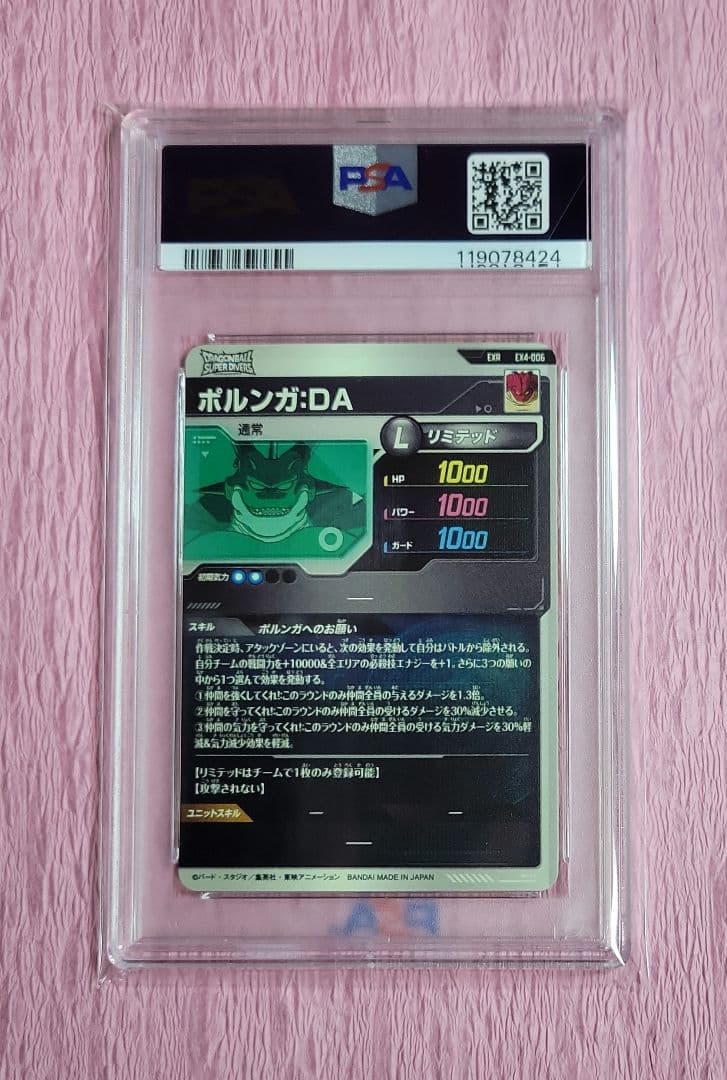 PSA
PSA
119078424
DRAGONBALL
SUPER DIVERS
EXR EX4-006
ポルンガ:DA
通常
L リミテッド
HP 1000
パワー 1000
ガード 1000
初期気力
スキル ポルンガへのお願い
作戦決定時、アタックゾーンにいると、次の効果を発動して自分はバトルから除外される。
自分チームの戦闘力を+10000&全エリアの必殺技エナジーを+1。さらに3つの願いの
中から1つ選んで効果を発動する。
①仲間を強くしてくれ!:このラウンドのみ仲間全員の与えるダメージを1.3倍。
②仲間を守ってくれ!:このラウンドのみ仲間全員の受けるダメージを30%減少させる。
③仲間の気力を守ってくれ!:このラウンドのみ仲間全員の受ける気力ダメージを30%軽
減&気力減少効果を軽減。
【リミテッドはチームで1枚のみ登録可能】
【攻撃されない】
ユニットスキル
©バード・スタジオ/集英社・東映アニメーション BANDAI MADE IN JAPAN
PSA